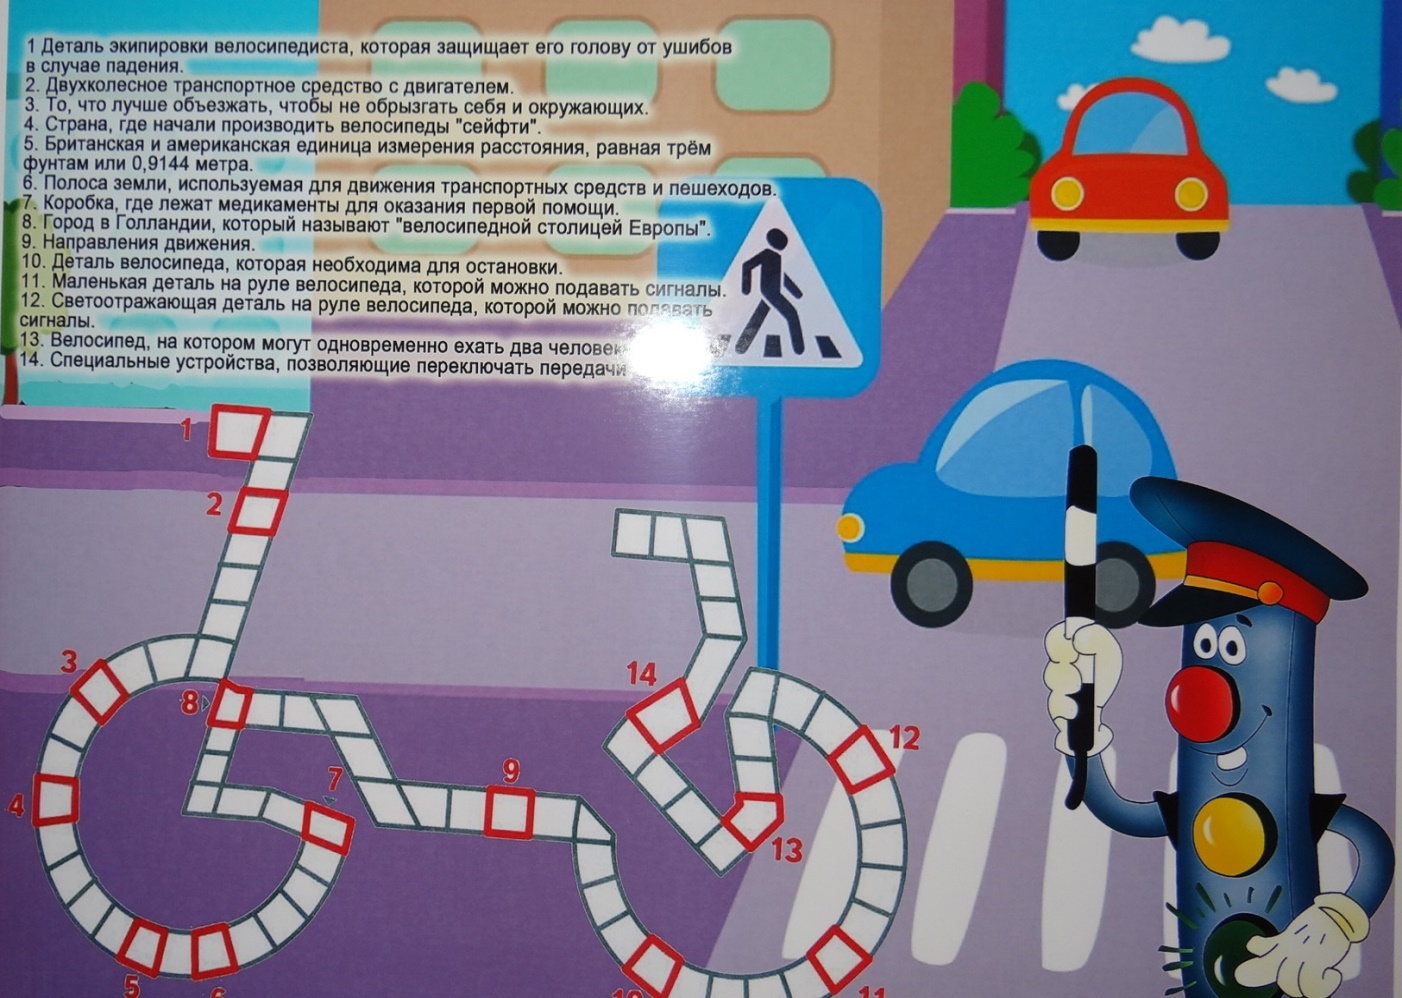 1 Деталь экипировки велосипедиста, которая защищает его голову от ушибов
в случае падения.
2. Двухколесное транспортное средство с двигателем.
3. То, что лучше объезжать, чтобы не обрызгать себя и окружающих.
4. Страна, где начали производить велосипеды "сейфти".
5. Британская и американская единица измерения расстояния, равная трём
фунтам или 0,9144 метра.
6. Полоса земли, используемая для движения транспортных средств и пешеходов.
7. Коробка, где лежат медикаменты для оказания первой помощи.
8. Город в Голландии, который называют "велосипедной столицей Европы".
9. Направления движения.
10. Деталь велосипеда, которая необходима для остановки.
11. Маленькая деталь на руле велосипеда, которой можно подавать сигналы.
12. Светоотражающая деталь на руле велосипеда, которой можно подавать
сигналы.
13. Велосипед, на котором могут одновременно ехать два человек
14. Специальные устройства, позволяющие переключать передачи
1
2
3
14
8
12
9
7
4
13
5
6
10
11